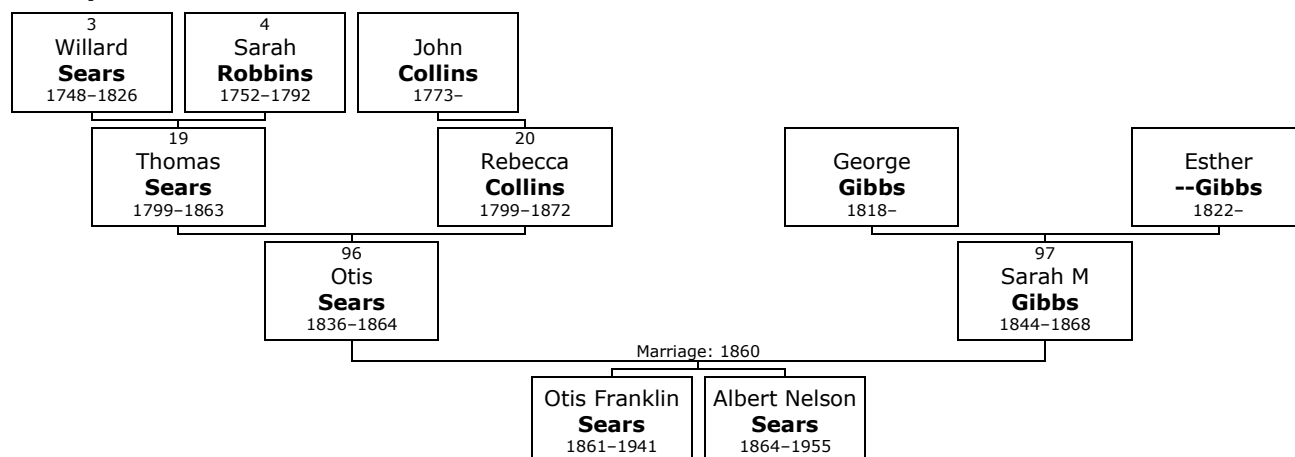 3
Willard
Sears
1748–1826
4
Sarah
Robbins
1752–1792
John
Collins
1773–
19
Thomas
Sears
1799–1863
20
Rebecca
Collins
1799–1872
George
Gibbs
1818–
Esther
--Gibbs
1822–
96
Otis
Sears
1836–1864
97
Sarah M
Gibbs
1844–1868
Marriage: 1860
Otis Franklin
Sears
1861–1941
Albert Nelson
Sears
1864–1955